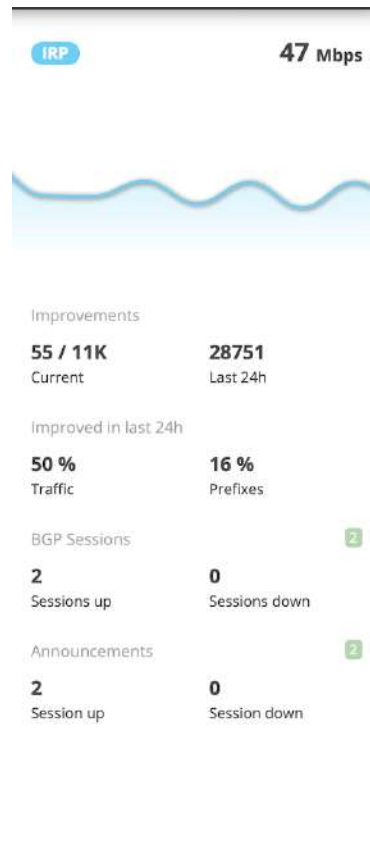 IRP 47 Mbps
Improvements
55 / 11K 28751
Current Last 24h
Improved in last 24h
50 % 16 %
Traffic Prefixes
BGP Sessions 2
2 0
Sessions up Sessions down
Announcements 2
2 0
Session up Session down